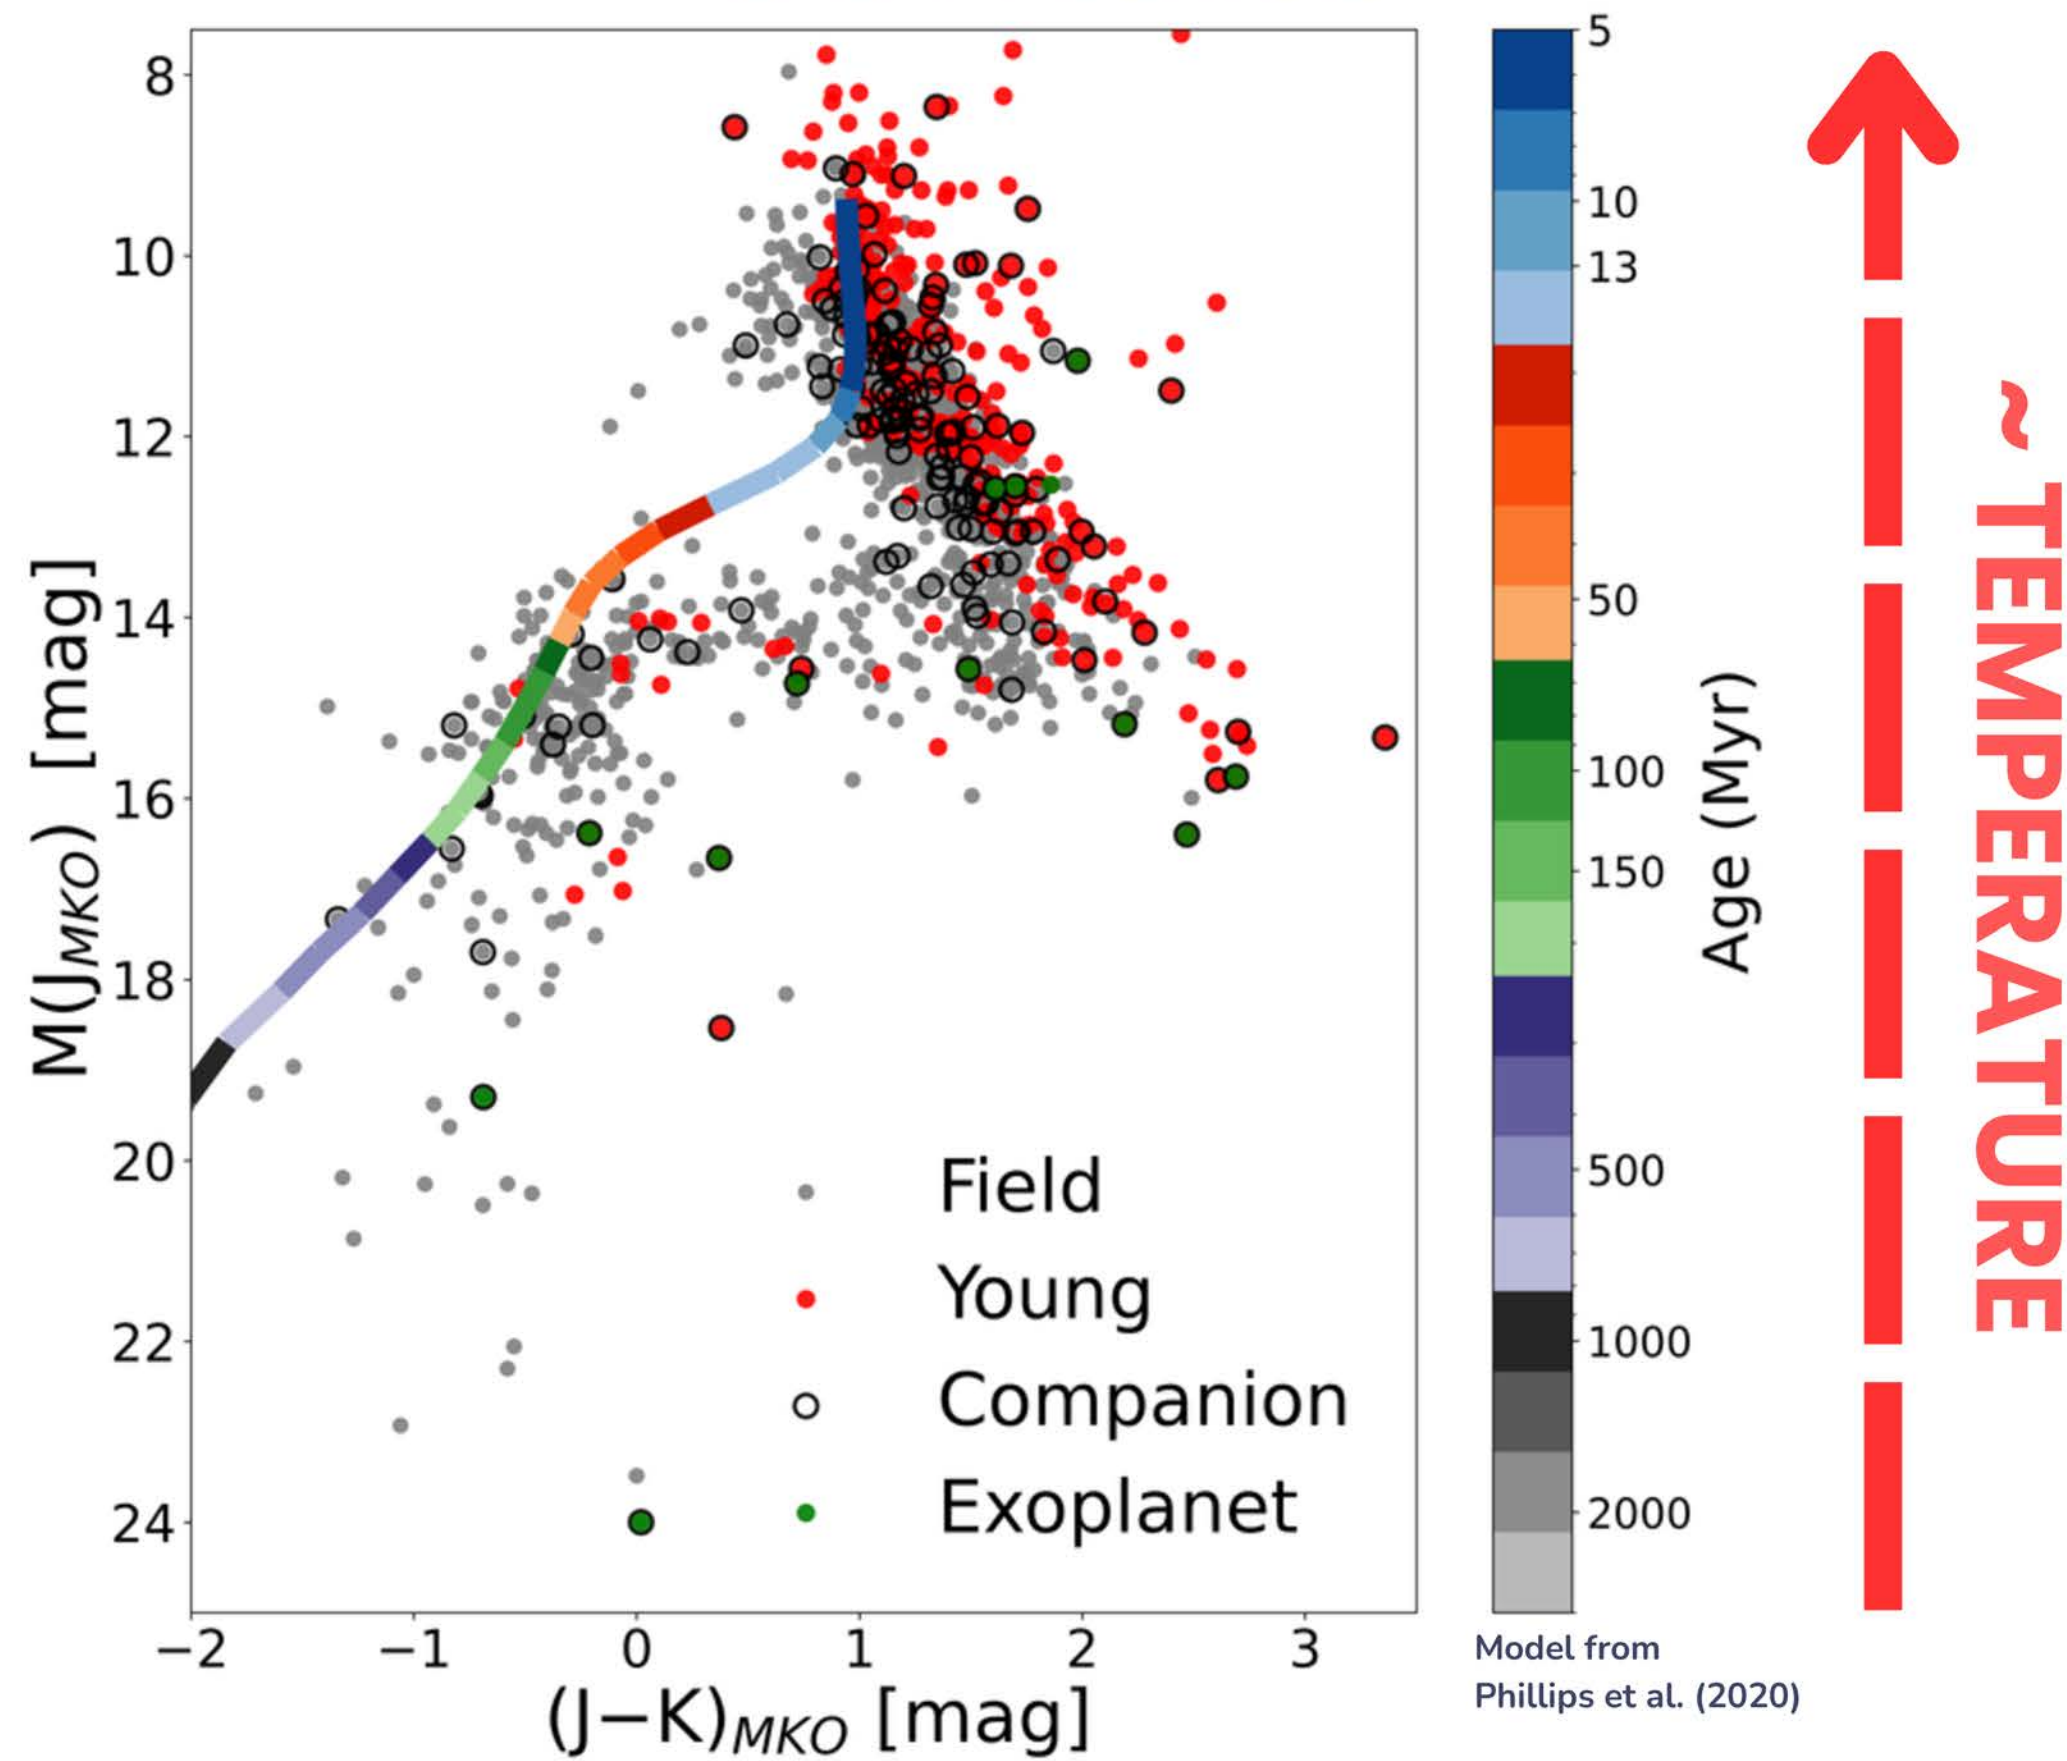 8
10
12
14
16
18
20
22
24
M(J_MKO) [mag]
−2 −1 0 1 2 3
(J−K)_MKO [mag]
Field
Young
Companion
Exoplanet
5
10
13
50
100
150
500
1000
2000
Age (Myr)
~ TEMPERATURE
Model from
Phillips et al. (2020)